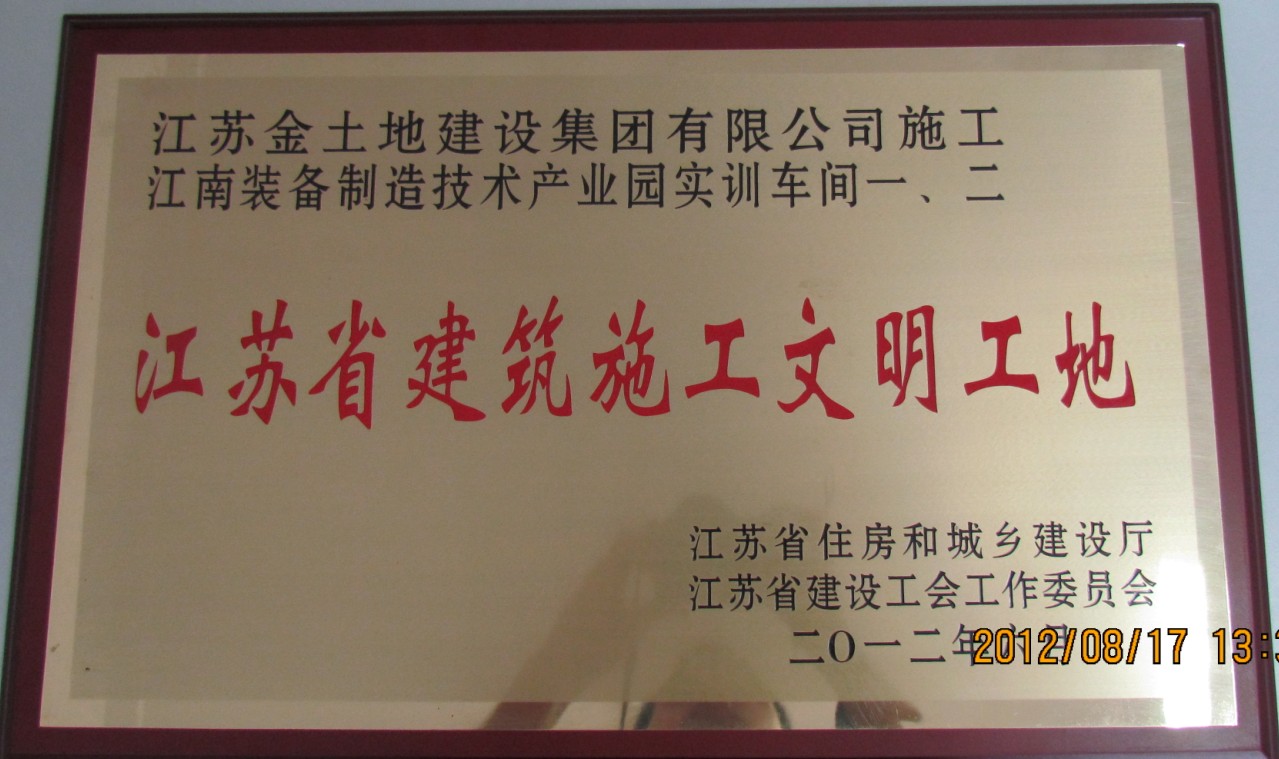 江苏金土地建设集团有限公司施工
江南装备制造技术产业园实训车间一、二
江苏省建筑施工文明工地
江苏省住房和城乡建设厅
江苏省建设工会工作委员会
二〇一二年六月
2012/08/17 13:3